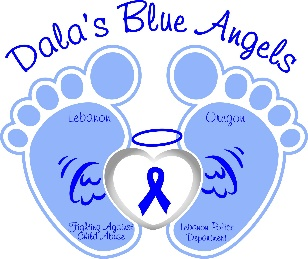 Dala's Blue Angels
Lebanon
Oregon
Fighting Against
Child Abuse
Lebanon Police
Department